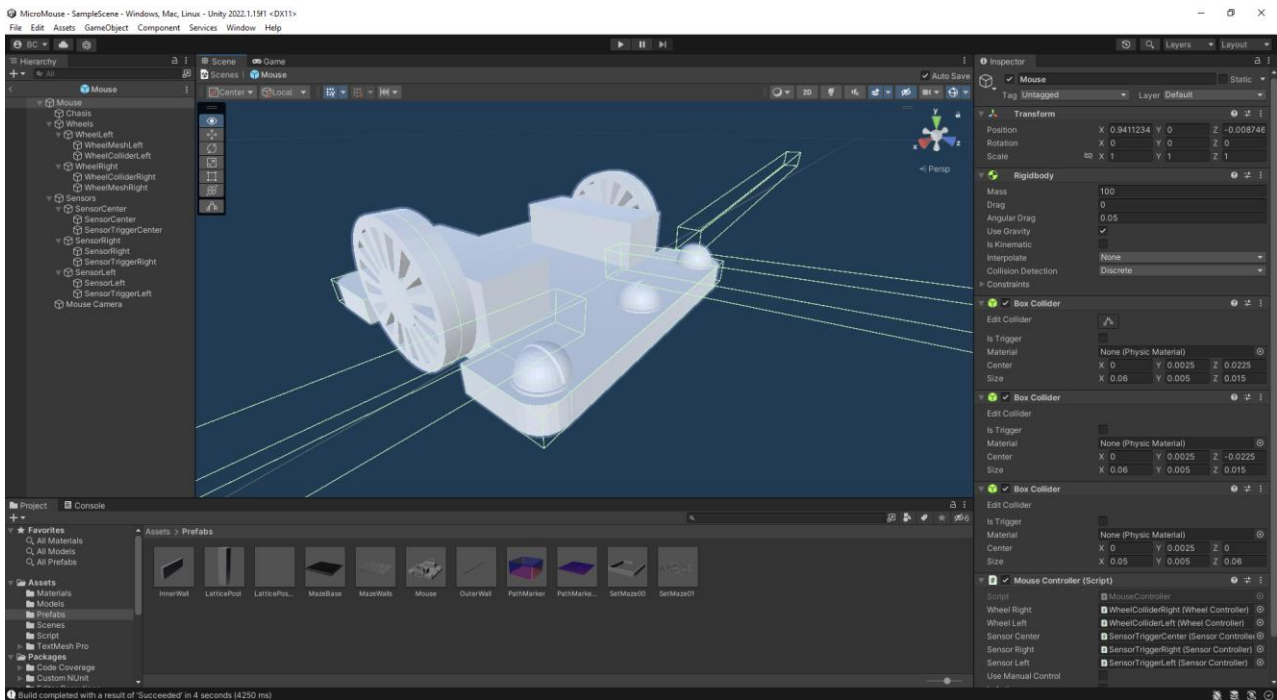 MicroMouse - SampleScene - Windows, Mac, Linux - Unity 2022.1.15f1 <DX11>
File Edit Assets GameObject Component Services Window Help
BC
Layers Layout
Hierarchy
All
Mouse
Mouse
Chasis
Wheels
WheelLeft
WheelMeshLeft
WheelColliderLeft
WheelRight
WheelColliderRight
WheelMeshRight
Sensors
SensorCenter
SensorCenter
SensorTriggerCenter
SensorRight
SensorRight
SensorTriggerRight
SensorLeft
SensorLeft
SensorTriggerLeft
Mouse Camera
Scene Game
Scenes Mouse Auto Save
Center Local 2D
y
x z
< Persp
Inspector
Mouse Static
Tag Untagged Layer Default
Transform
Position X 0.9411234 Y 0 Z -0.008746
Rotation X 0 Y 0 Z 0
Scale X 1 Y 1 Z 1
Rigidbody
Mass 100
Drag 0
Angular Drag 0.05
Use Gravity
Is Kinematic
Interpolate None
Collision Detection Discrete
Constraints
Box Collider
Edit Collider
Is Trigger
Material None (Physic Material)
Center X 0 Y 0.0025 Z 0.0225
Size X 0.06 Y 0.005 Z 0.015
Box Collider
Edit Collider
Is Trigger
Material None (Physic Material)
Center X 0 Y 0.0025 Z -0.0225
Size X 0.06 Y 0.005 Z 0.015
Box Collider
Edit Collider
Is Trigger
Material None (Physic Material)
Center X 0 Y 0.0025 Z 0
Size X 0.05 Y 0.005 Z 0.06
Mouse Controller (Script)
Script MouseController
Wheel Right WheelColliderRight (Wheel Controller)
Wheel Left WheelColliderLeft (Wheel Controller)
Sensor Center SensorTriggerCenter (Sensor Controller
Sensor Right SensorTriggerRight (Sensor Controller)
Sensor Left SensorTriggerLeft (Sensor Controller)
Use Manual Control
Project Console
6
Favorites
All Materials
All Models
All Prefabs
Assets
Materials
Models
Prefabs
Scenes
Script
TextMesh Pro
Packages
Code Coverage
Custom NUnit
Assets > Prefabs
InnerWall LatticePost LatticePos... MazeBase MazeWalls Mouse OuterWall PathMarker PathMarke... SetMaze00 SetMaze01
Build completed with a result of 'Succeeded' in 4 seconds (4250 ms)